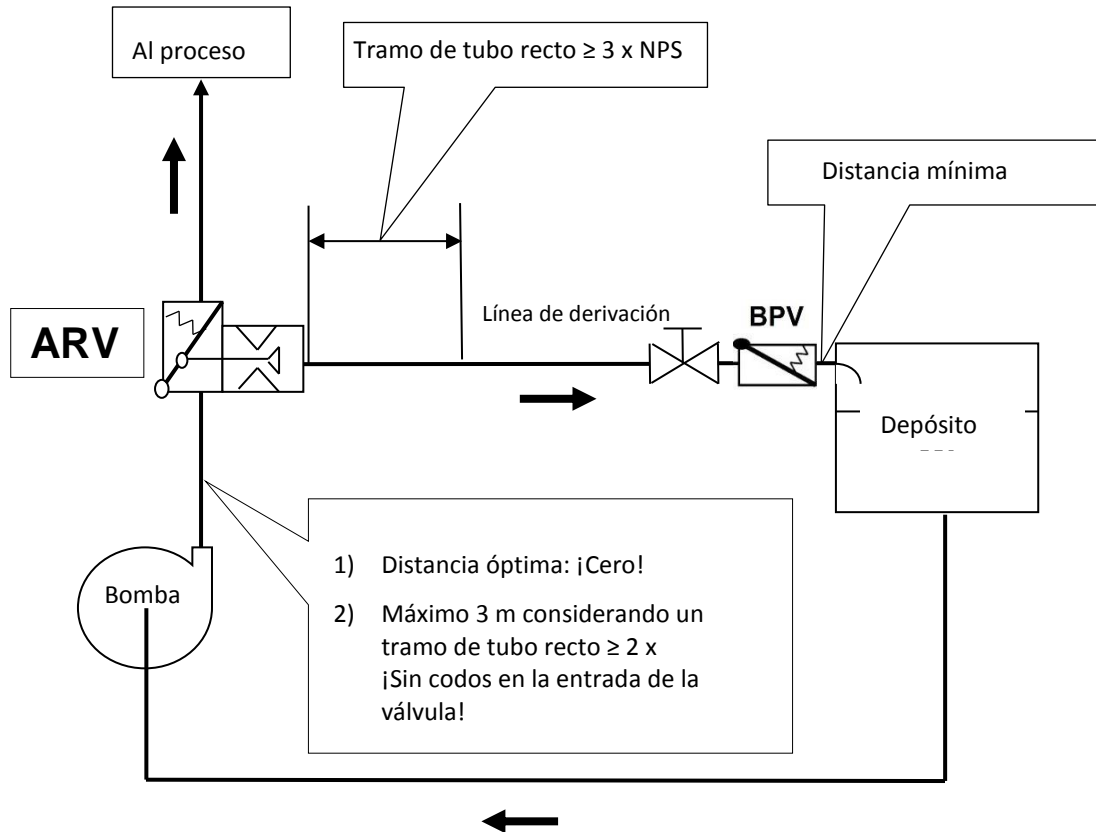 Al proceso
Tramo de tubo recto ≥ 3 x NPS
Distancia mínima
ARV
Línea de derivación
BPV
Depósito
Bomba
1) Distancia óptima: ¡Cero!
2) Máximo 3 m considerando un
tramo de tubo recto ≥ 2 x
¡Sin codos en la entrada de la
válvula!